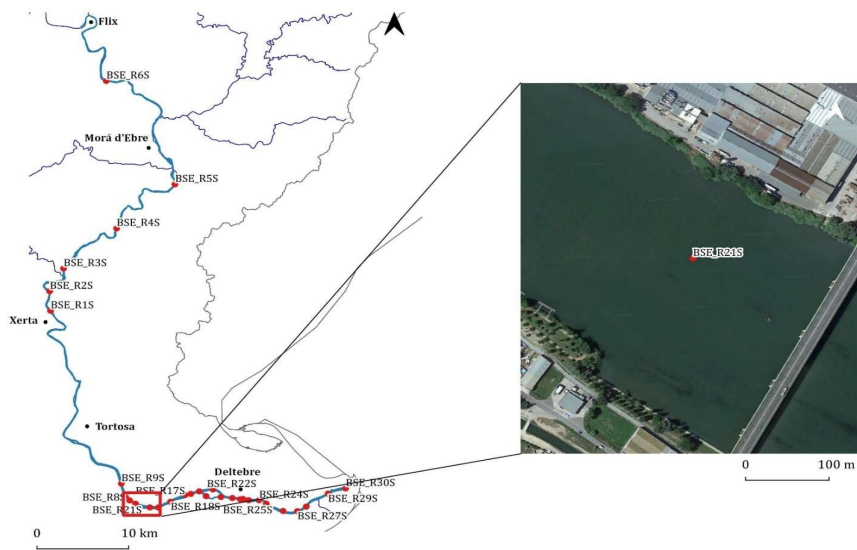 Flix
BSE_R6S
Morá d'Ebre
BSE_R5S
BSE_R4S
BSE_R3S
BSE_R2S
BSE_R1S
Xerta
Tortosa
BSE_R9S
Deltebre
BSE_R8S
BSE_R17S
BSE_R22S
BSE_R30S
BSE_R24S
BSE_R29S
BSE_R21S
BSE_R18S
BSE_R25S
BSE_R27S
0 10 km
BSE_R21S
0 100 m